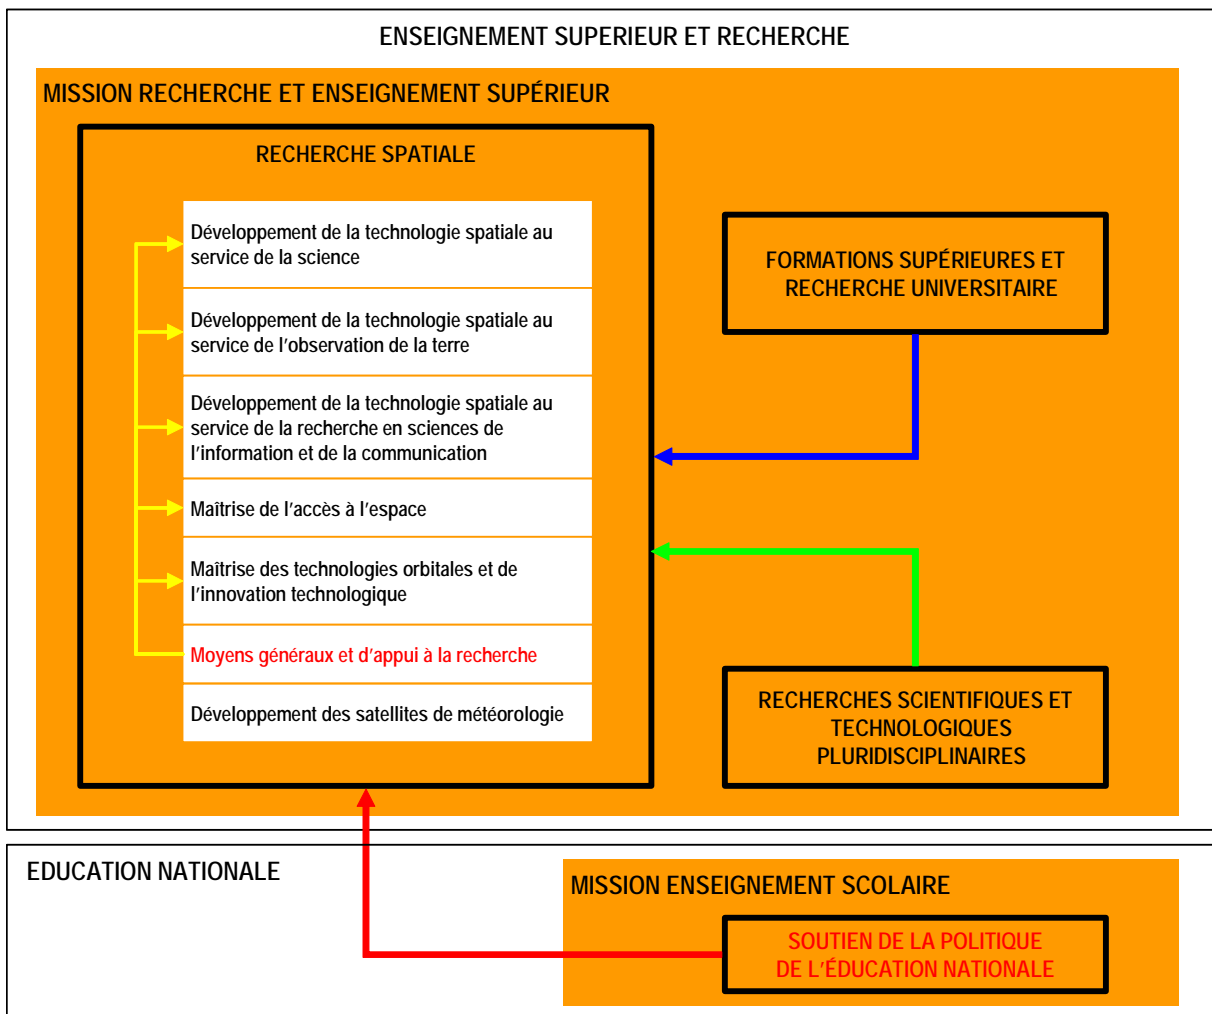 ENSEIGNEMENT SUPERIEUR ET RECHERCHE
MISSION RECHERCHE ET ENSEIGNEMENT SUPÉRIEUR
RECHERCHE SPATIALE
Développement de la technologie spatiale au
service de la science
Développement de la technologie spatiale au
service de l'observation de la terre
Développement de la technologie spatiale au
service de la recherche en sciences de
l'information et de la communication
Maîtrise de l'accès à l'espace
Maîtrise des technologies orbitales et de
l'innovation technologique
Moyens généraux et d'appui à la recherche
Développement des satellites de météorologie
FORMATIONS SUPÉRIEURES ET
RECHERCHE UNIVERSITAIRE
RECHERCHES SCIENTIFIQUES ET
TECHNOLOGIQUES
PLURIDISCIPLINAIRES
EDUCATION NATIONALE
MISSION ENSEIGNEMENT SCOLAIRE
SOUTIEN DE LA POLITIQUE
DE L'ÉDUCATION NATIONALE